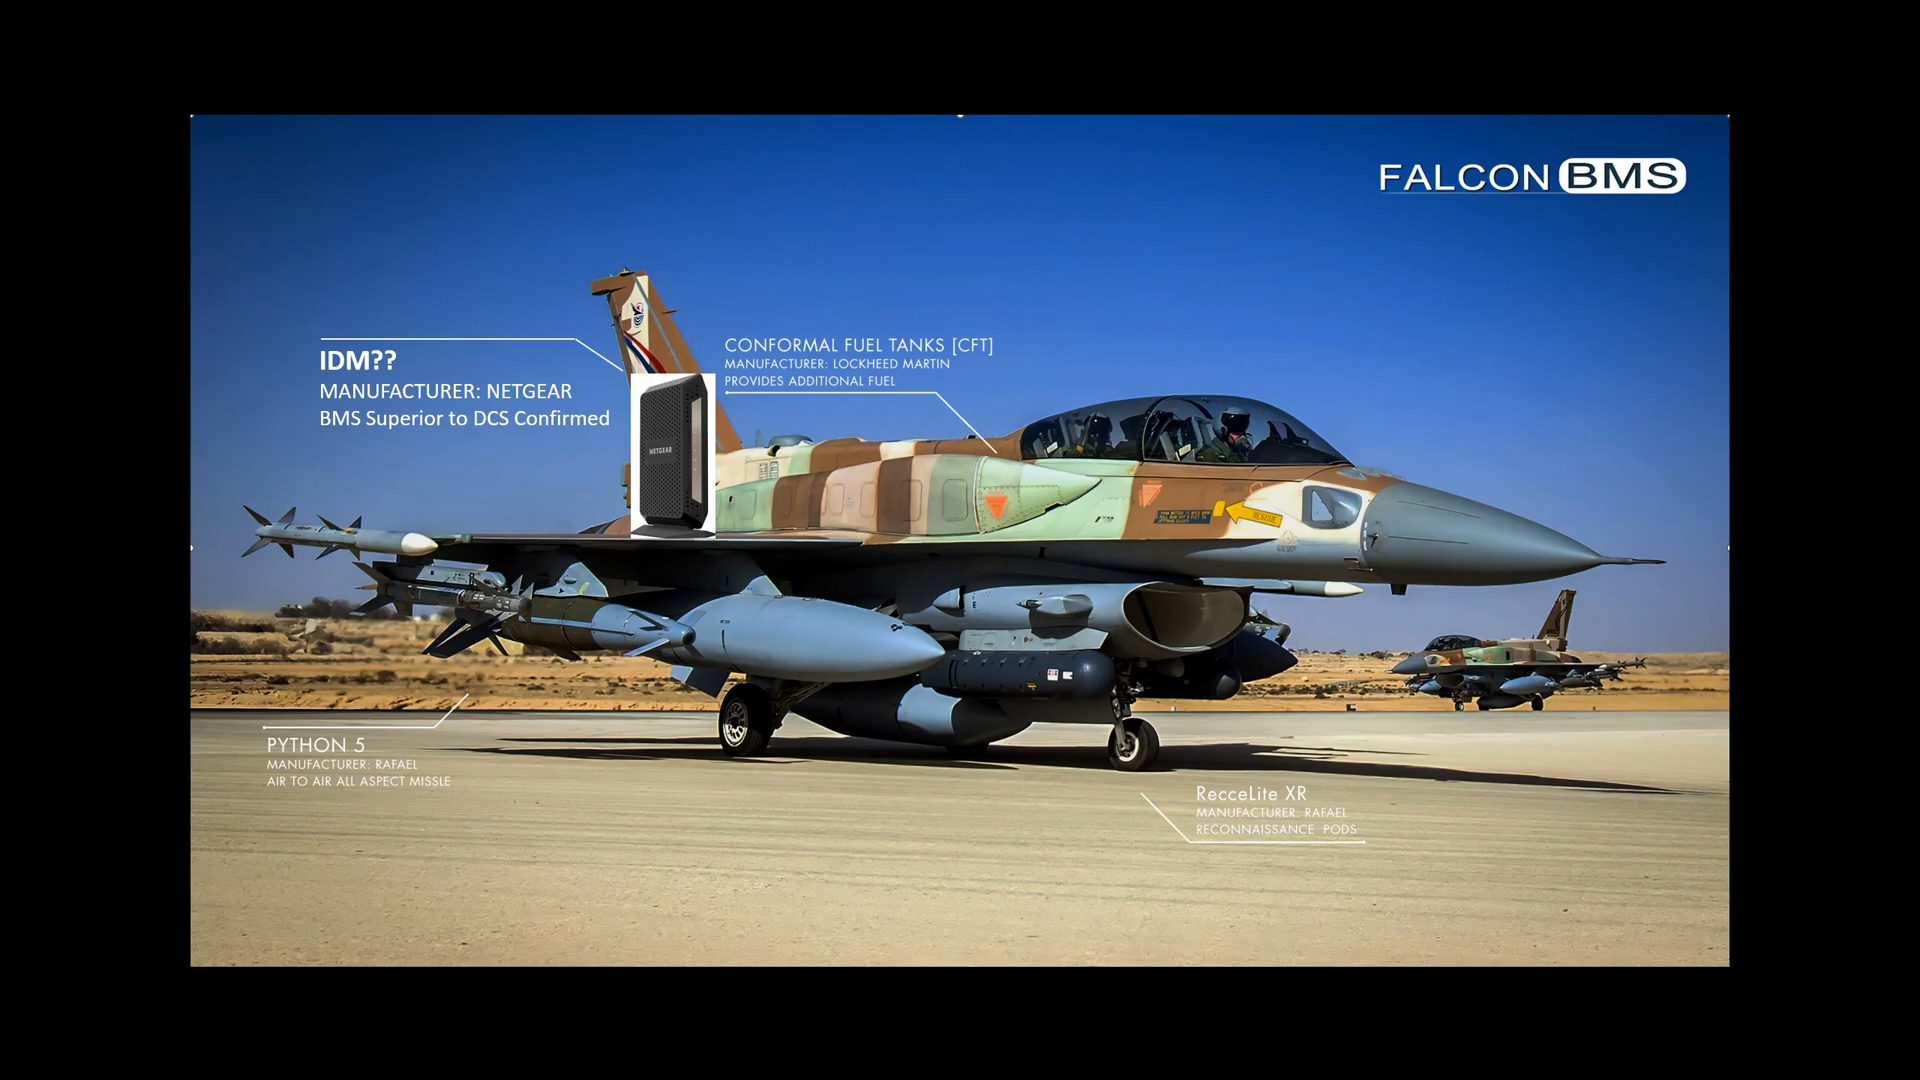 FALCON BMS
IDM??
MANUFACTURER: NETGEAR
BMS Superior to DCS Confirmed
CONFORMAL FUEL TANKS [CFT]
MANUFACTURER: LOCKHEED MARTIN
PROVIDES ADDITIONAL FUEL
NETGEAR
RESCUE
PYTHON 5
MANUFACTURER: RAFAEL
AIR TO AIR ALL ASPECT MISSLE
RecceLite XR
MANUFACTURER: RAFAEL
RECONNAISSANCE PODS